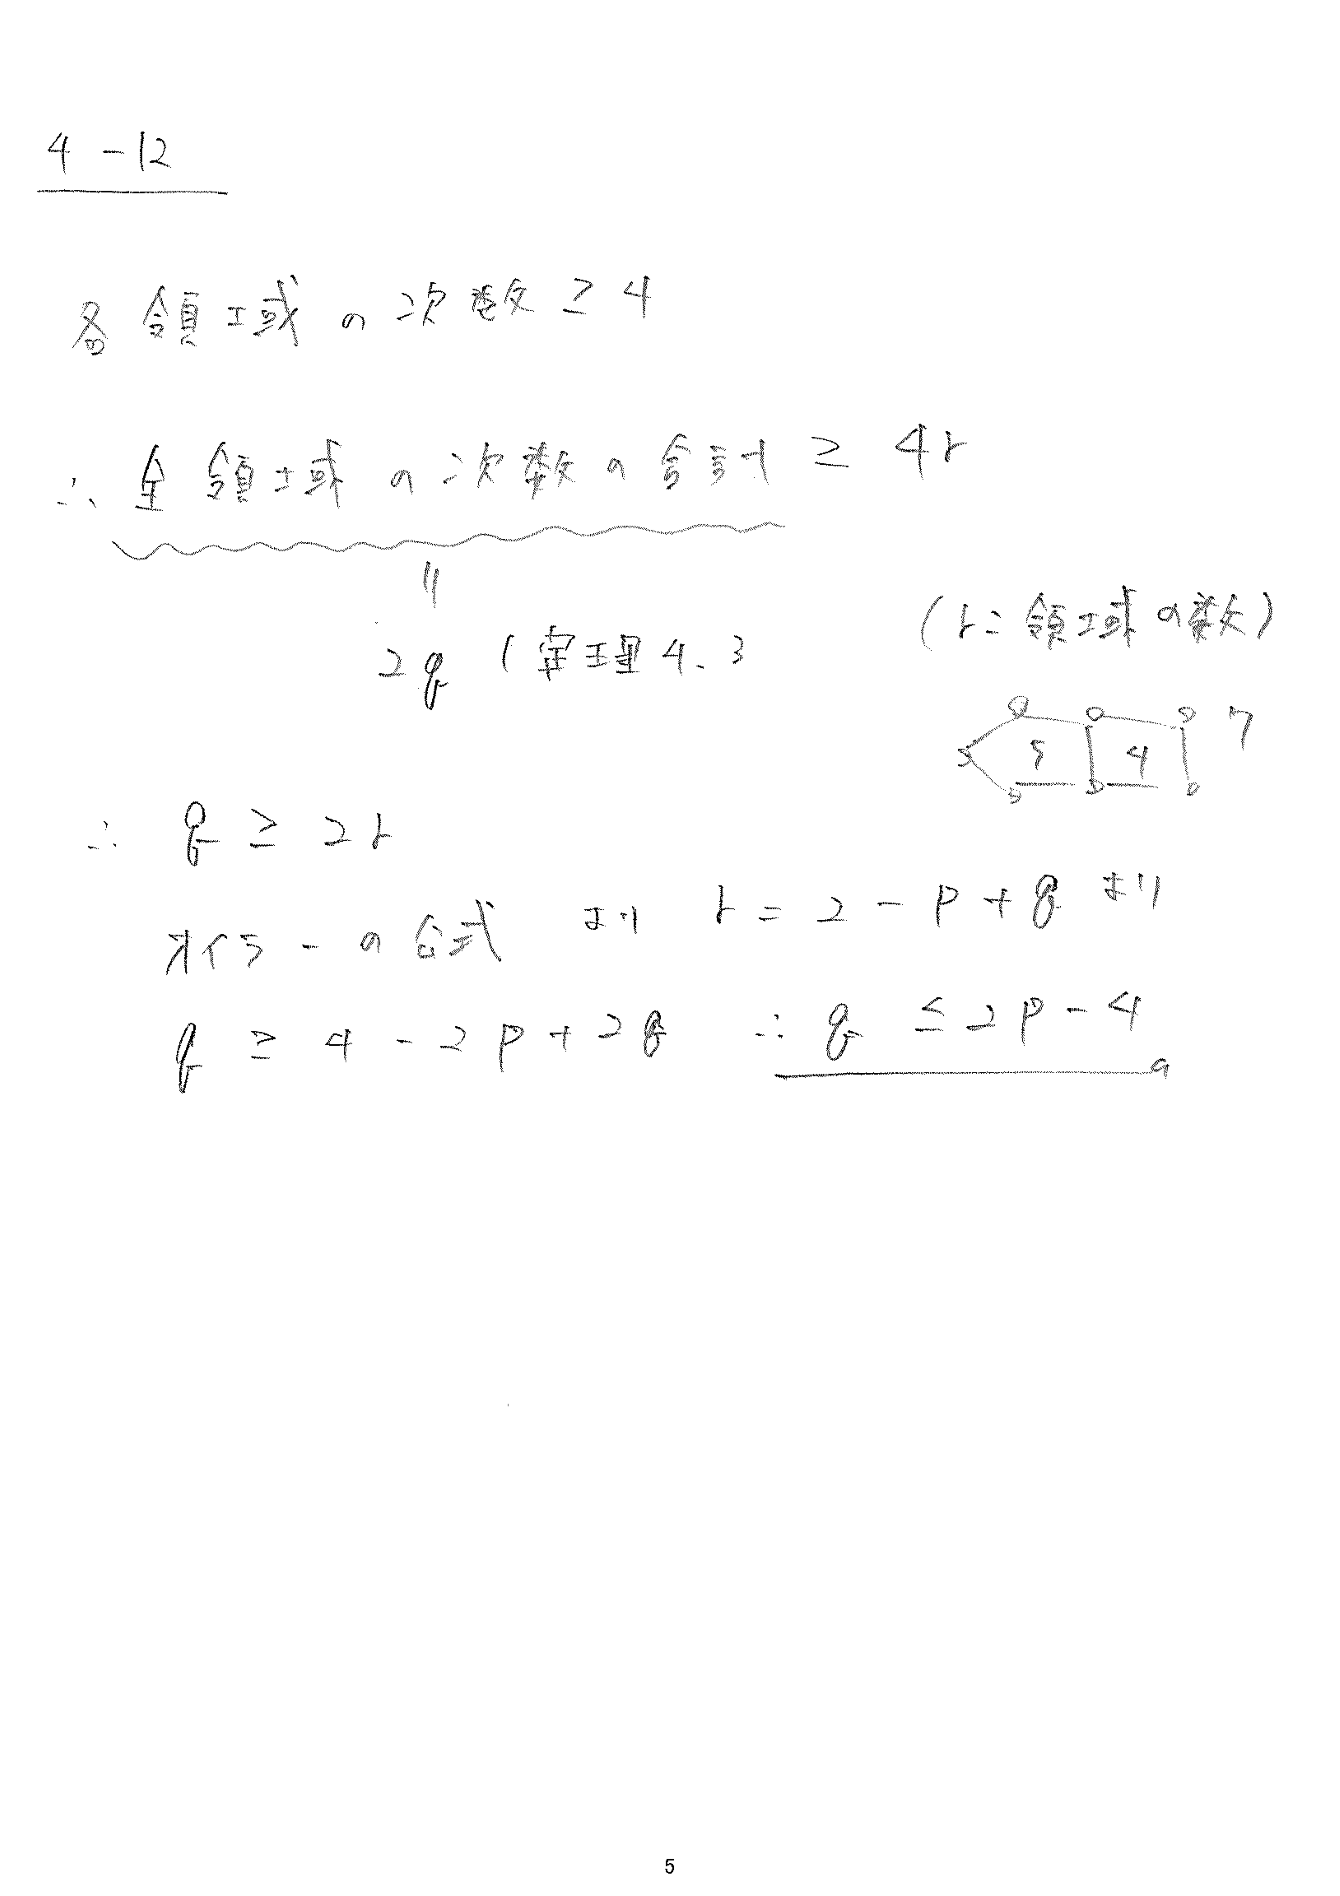 4-12
各領域の次数 ≥ 4
∴ 全領域の次数の合計 ≥ 4r
〃
(r = 領域の数)
2q (定理4.3
5 4 7
∴ q ≥ 2r
オイラーの公式 より r = 2 - p + q より
q ≥ 4 - 2p + 2q ∴ q ≤ 2p - 4
5